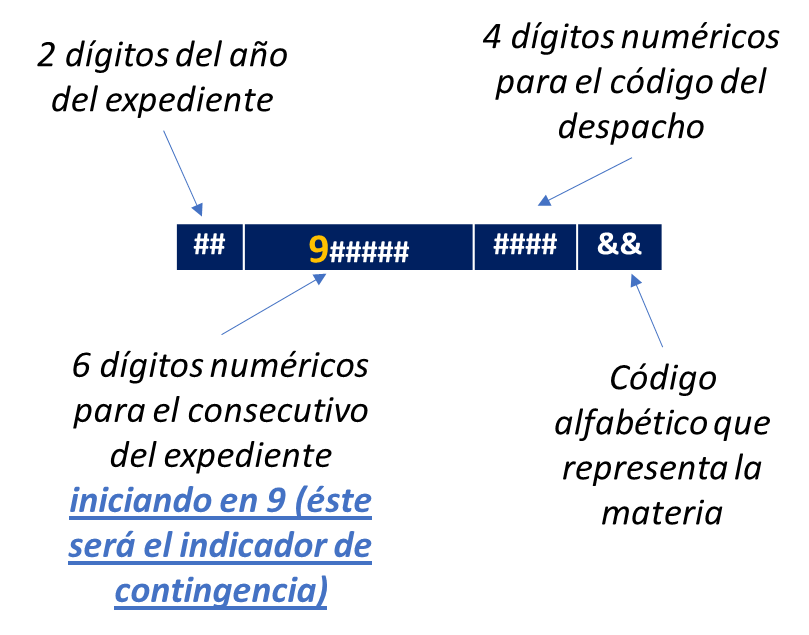 2 dígitos del año
del expediente
4 dígitos numéricos
para el código del
despacho
##
9#####
####
&&
6 dígitos numéricos
para el consecutivo
del expediente
iniciando en 9 (éste
será el indicador de
contingencia)
Código
alfabético que
representa la
materia